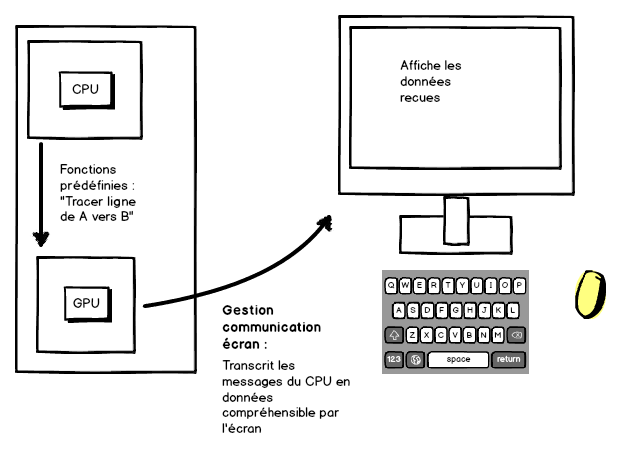 CPU
Fonctions
prédéfinies :
"Tracer ligne
de A vers B"
GPU
Gestion
communication
écran :
Transcrit les
messages du CPU en
données
compréhensible par
l'écran
Affiche les
données
recues
Q W E R T Y U I O P
A S D F G H J K L
Z X C V B N M
123 space return